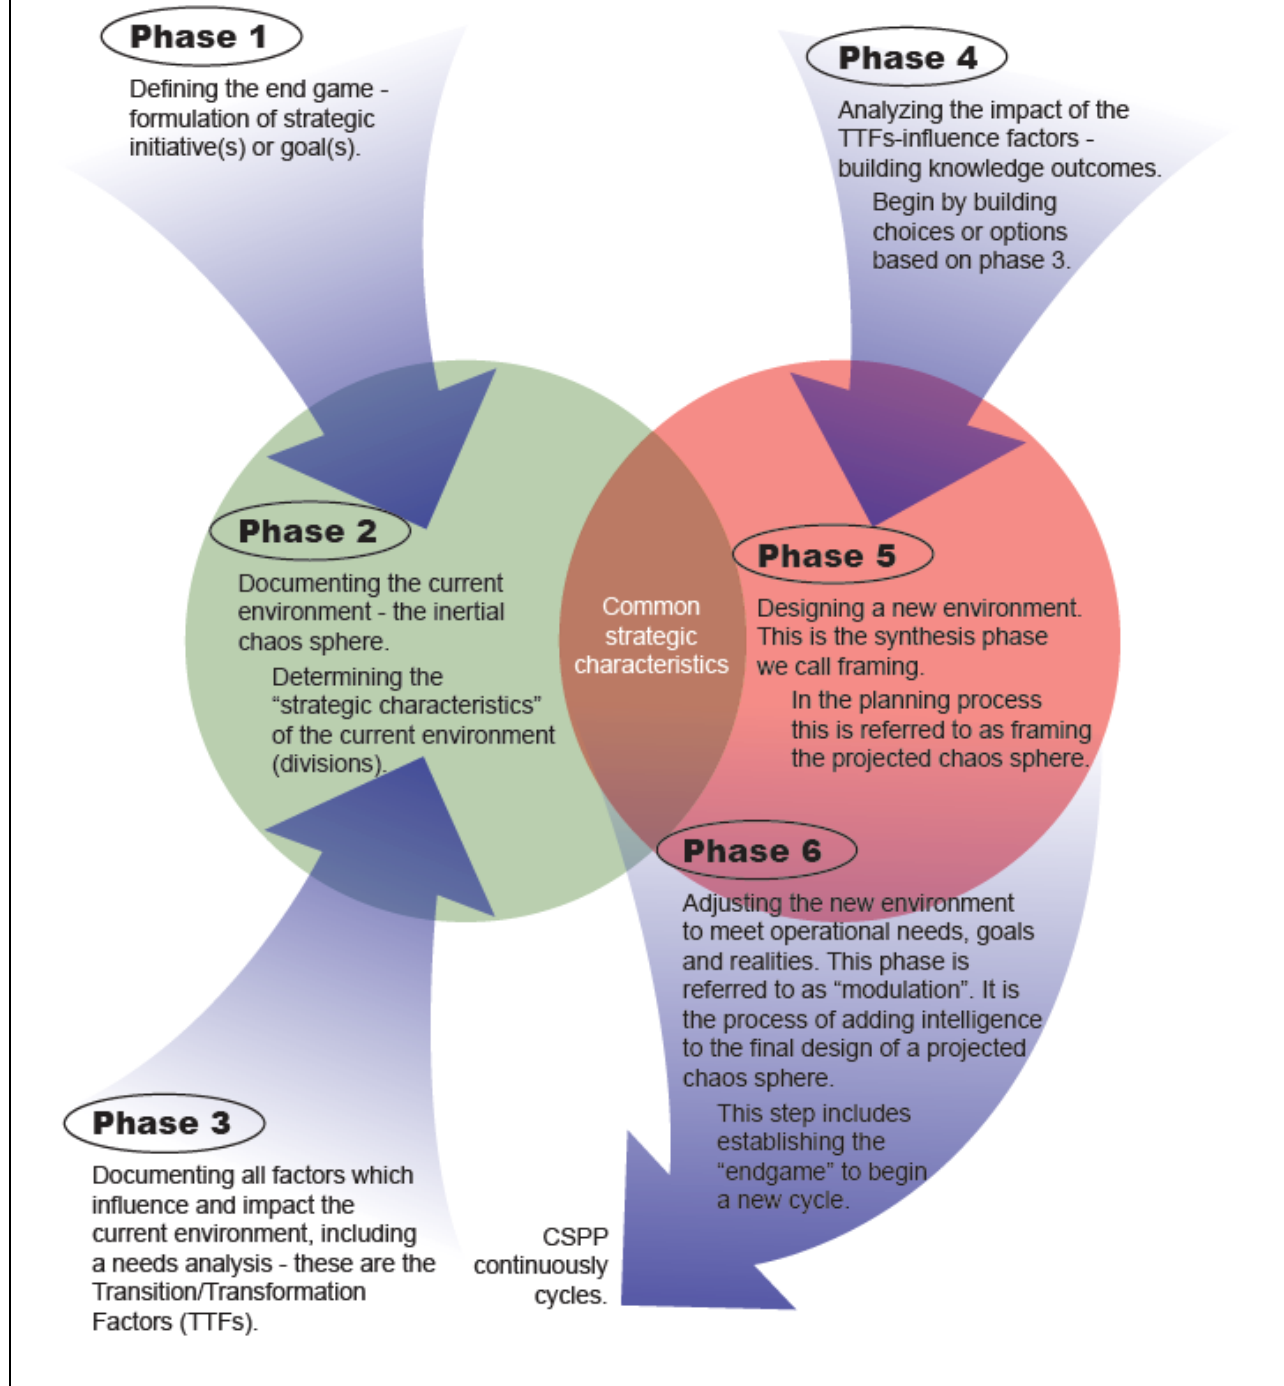 Phase 1
Defining the end game -
formulation of strategic
initiative(s) or goal(s).
Phase 4
Analyzing the impact of the
TTFs-influence factors -
building knowledge outcomes.
Begin by building
choices or options
based on phase 3.
Phase 2
Documenting the current
environment - the inertial
chaos sphere.
Determining the
“strategic characteristics”
of the current environment
(divisions).
Common
strategic
characteristics
Phase 5
Designing a new environment.
This is the synthesis phase
we call framing.
In the planning process
this is referred to as framing
the projected chaos sphere.
Phase 6
Adjusting the new environment
to meet operational needs, goals
and realities. This phase is
referred to as “modulation”. It is
the process of adding intelligence
to the final design of a projected
chaos sphere.
This step includes
establishing the
“endgame” to begin
a new cycle.
Phase 3
Documenting all factors which
influence and impact the
current environment, including
a needs analysis - these are the
Transition/Transformation
Factors (TTFs).
CSPP
continuously
cycles.